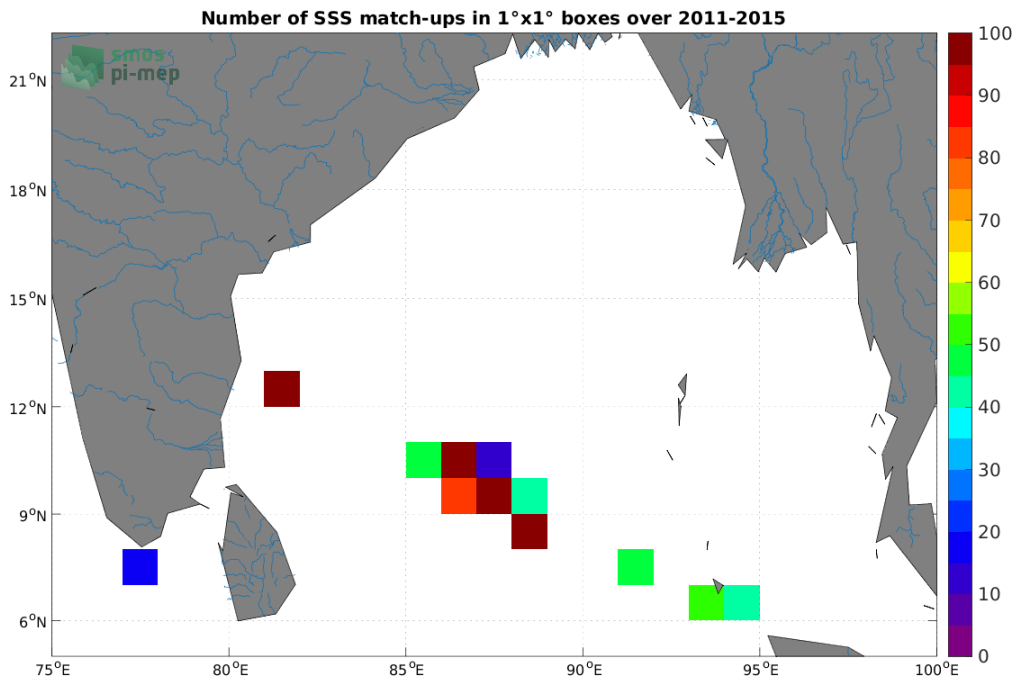 Number of SSS match-ups in 1°x1° boxes over 2011-2015
smos
pi-mep
21°N
18°N
15°N
12°N
9°N
6°N
75°E
80°E
85°E
90°E
95°E
100°E
100
90
80
70
60
50
40
30
20
10
0